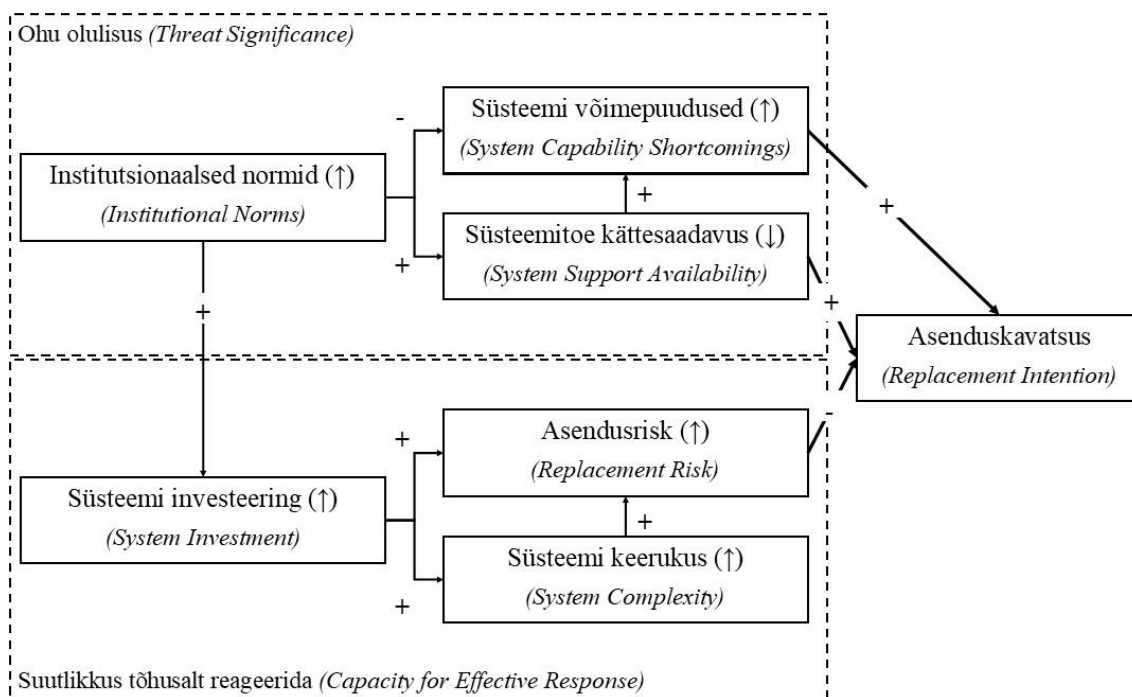 Ohu olulisus (Threat Significance)
Süsteemi võimepuudused (↑)
(System Capability Shortcomings)
-
Institutsionaalsed normid (↑)
(Institutional Norms)
+
+
Süsteemitoe kättesaadavus (↓)
(System Support Availability)
+
+
+
Asenduskavatsus
(Replacement Intention)
+
Asendusrisk (↑)
(Replacement Risk)
-
Süsteemi investeering (↑)
(System Investment)
+
Süsteemi keerukus (↑)
(System Complexity)
+
Suutlikkus tõhusalt reageerida (Capacity for Effective Response)